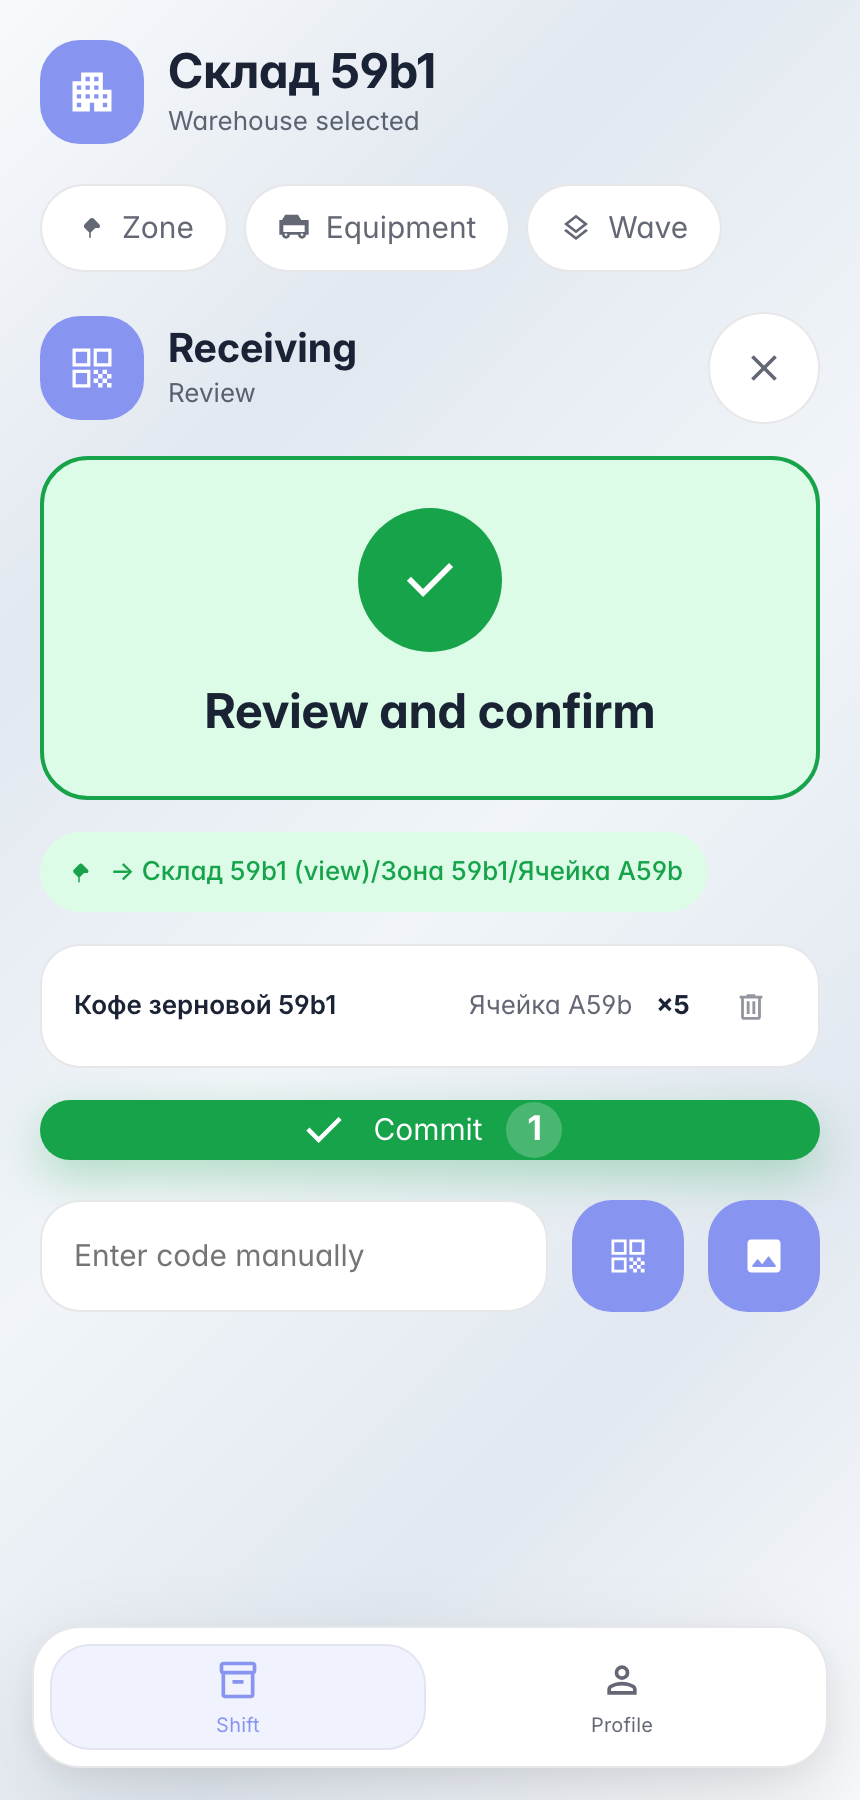 Склад 59b1
Warehouse selected
Zone
Equipment
Wave
Receiving
Review
Review and confirm
→ Склад 59b1 (view)/Зона 59b1/Ячейка A59b
Кофе зерновой 59b1
Ячейка A59b
×5
Commit
1
Enter code manually
Shift
Profile